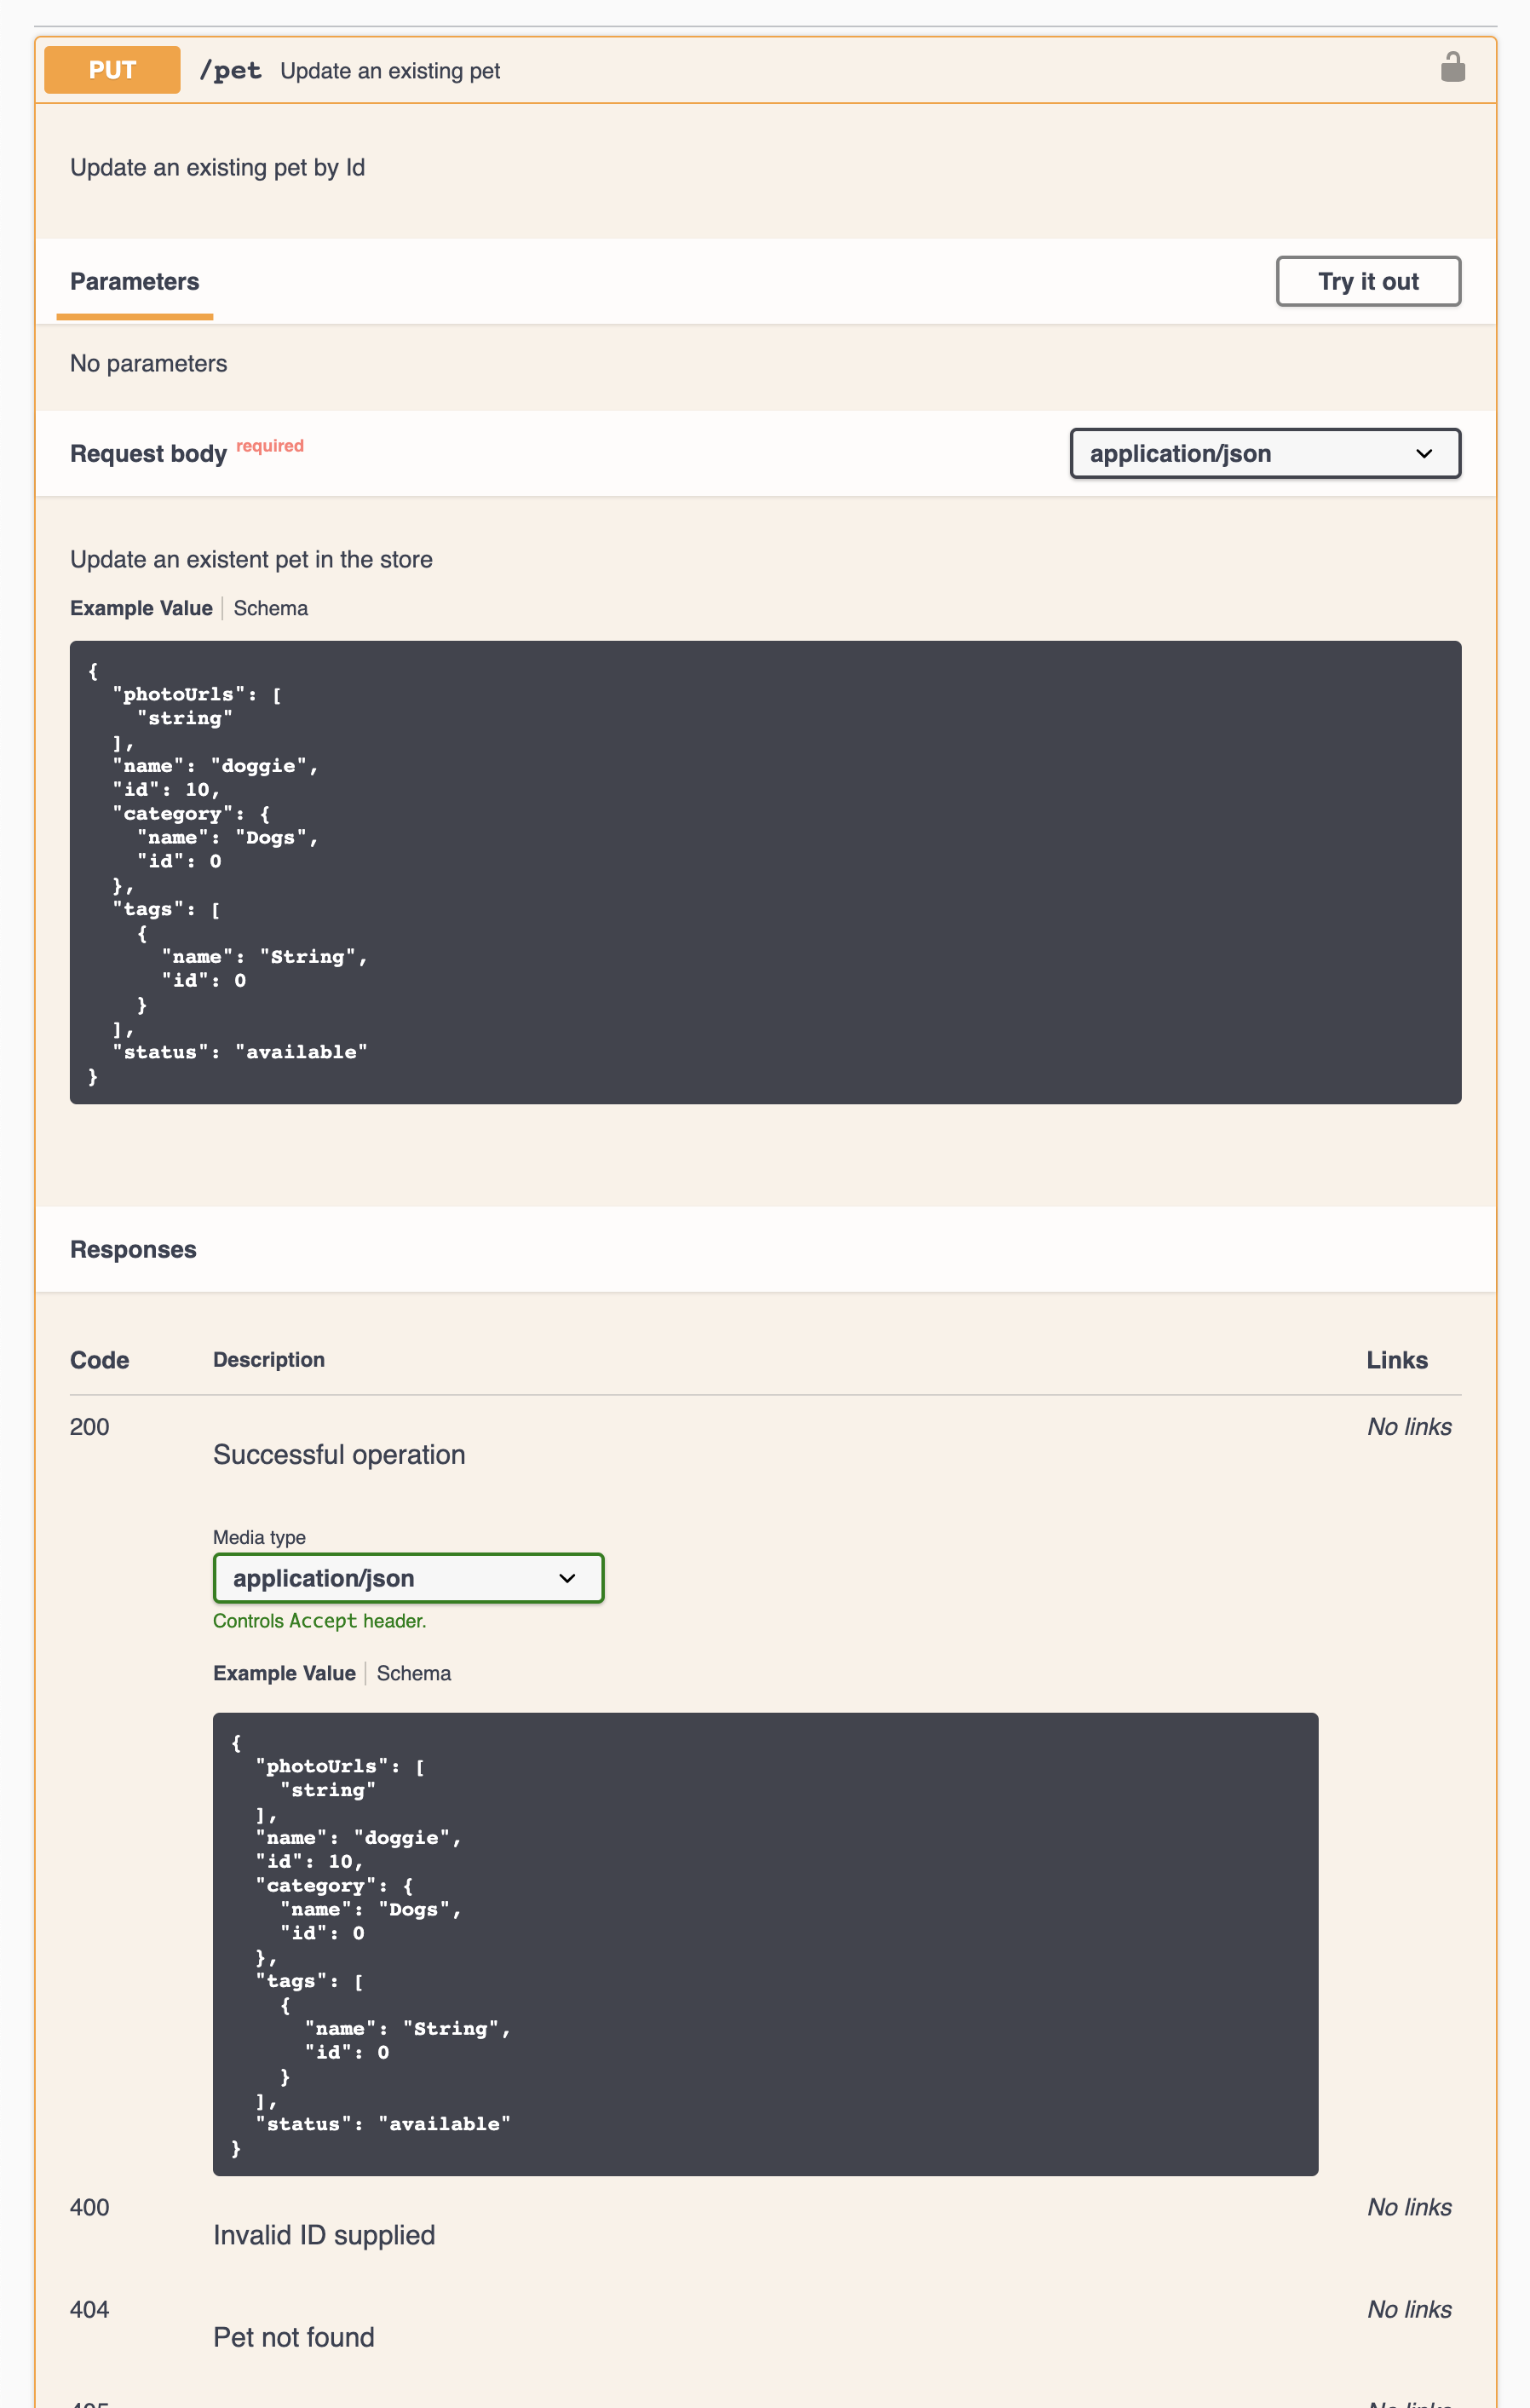 PUT /pet Update an existing pet
Update an existing pet by Id
Parameters
Try it out
No parameters
Request body required
application/json
Update an existent pet in the store
Example Value Schema
{
  "photoUrls": [
    "string"
  ],
  "name": "doggie",
  "id": 10,
  "category": {
    "name": "Dogs",
    "id": 0
  },
  "tags": [
    {
      "name": "String",
      "id": 0
    }
  ],
  "status": "available"
}
Responses
Code Description Links
200 No links
Successful operation
Media type
application/json
Controls Accept header.
Example Value Schema
{
  "photoUrls": [
    "string"
  ],
  "name": "doggie",
  "id": 10,
  "category": {
    "name": "Dogs",
    "id": 0
  },
  "tags": [
    {
      "name": "String",
      "id": 0
    }
  ],
  "status": "available"
}
400 No links
Invalid ID supplied
404 No links
Pet not found